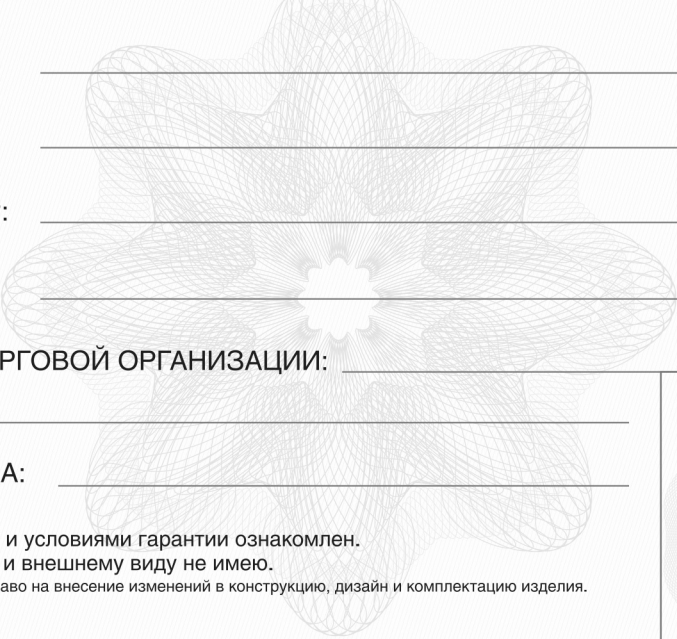 :
РГОВОЙ ОРГАНИЗАЦИИ:
А:
и условиями гарантии ознакомлен.
и внешнему виду не имею.
аво на внесение изменений в конструкцию, дизайн и комплектацию изделия.